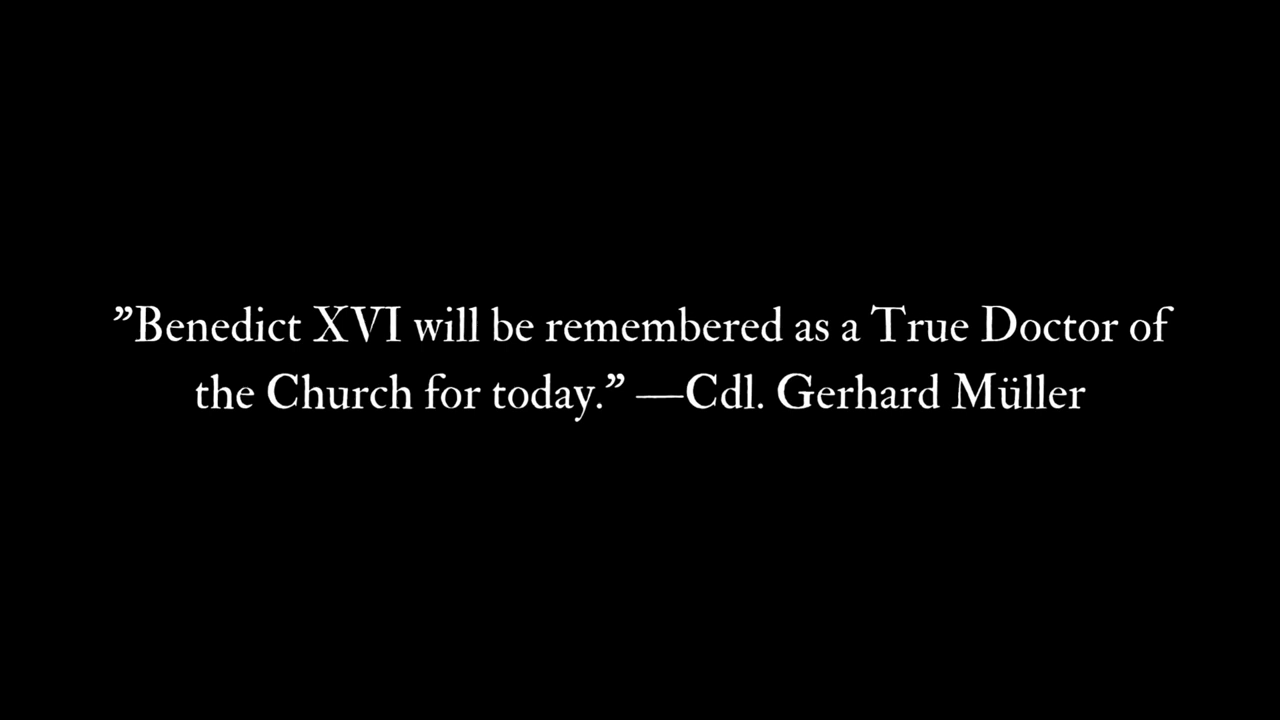 ”Benedict XVI will be remembered as a True Doctor of
the Church for today.” —Cdl. Gerhard Müller